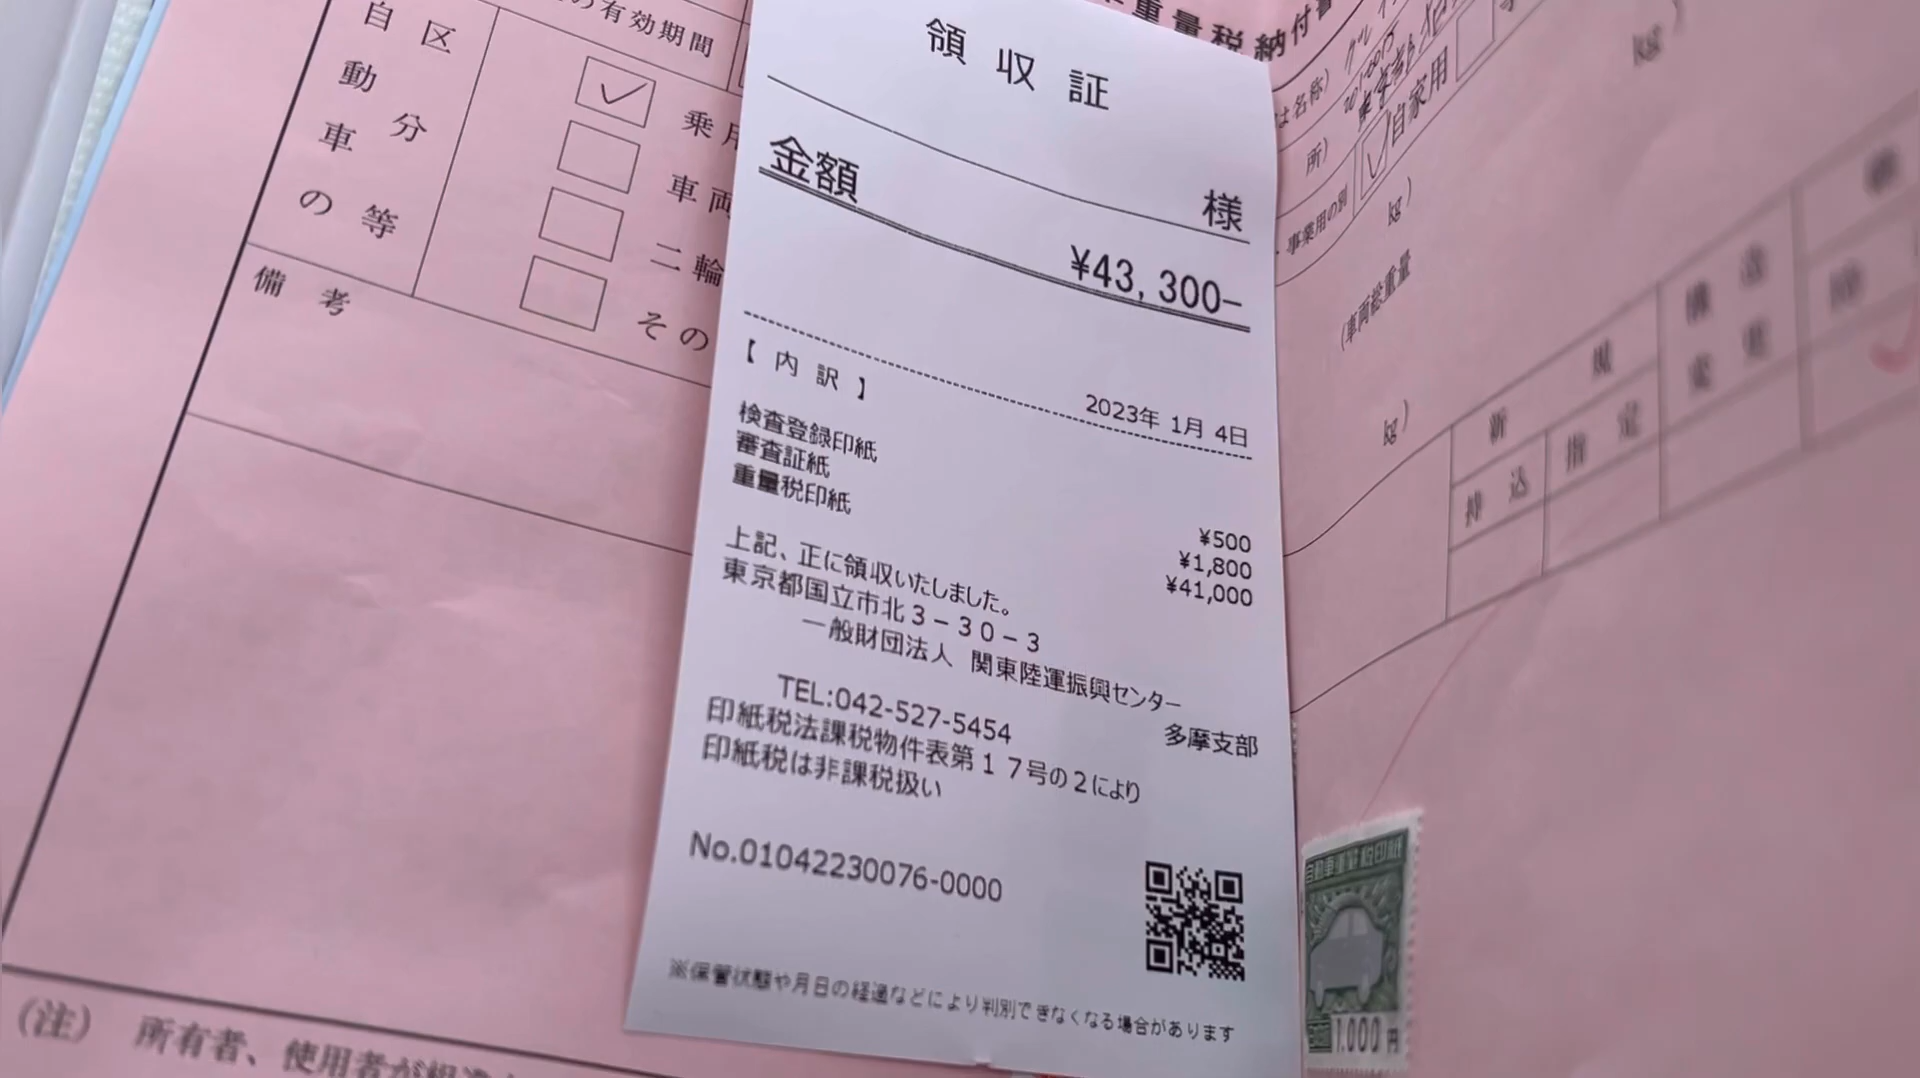 の有効期間
自動車の
区分等
乗用
車両
二輪
その
備考
(注) 所有者、使用者が
領収証
様
金額
¥43,300-
【内訳】
2023年 1月 4日
検査登録印紙 ¥500
審査証紙 ¥1,800
重量税印紙 ¥41,000
上記、正に領収いたしました。
東京都国立市北3-30-3
一般財団法人 関東陸運振興センター
多摩支部
TEL:042-527-5454
印紙税法課税物件表第17号の2により
印紙税は非課税扱い
No.01042230076-0000
※保管状態や月日の経過などにより判別できなくなる場合があります
重量税納付書
は名称)
所)
自家用
・事業用の別
kg)
kg)
(車両総重量
kg)
新規
構造
変更
持込
指定
1,000円